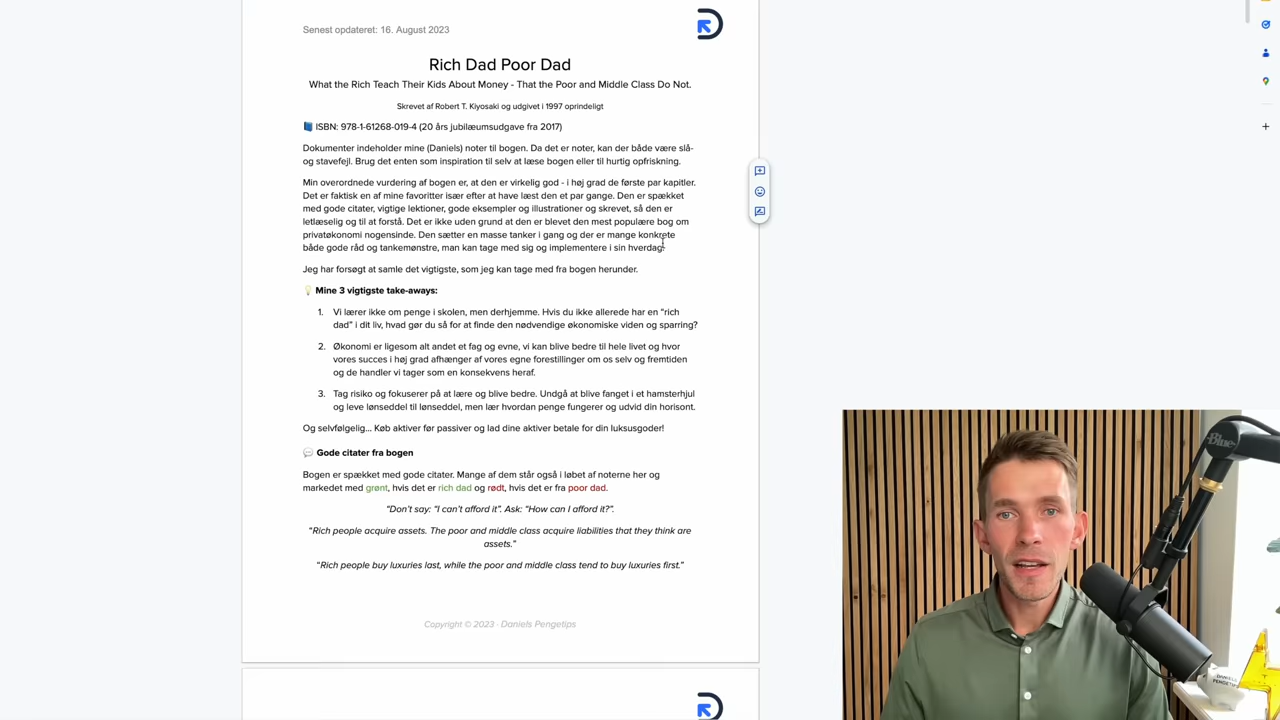 Senest opdateret: 16. August 2023
Rich Dad Poor Dad
What the Rich Teach Their Kids About Money - That the Poor and Middle Class Do Not.
Skrevet af Robert T. Kiyosaki og udgivet i 1997 oprindeligt
ISBN: 978-1-61268-019-4 (20 års jubilæumsudgave fra 2017)
Dokumenter indeholder mine (Daniels) noter til bogen. Da det er noter, kan der både være slå-
og stavefejl. Brug det enten som inspiration til selv at læse bogen eller til hurtig opfriskning.
Min overordnede vurdering af bogen er, at den er virkelig god - i høj grad de første par kapitler.
Det er faktisk en af mine favoritter især efter at have læst den et par gange. Den er spækket
med gode citater, vigtige lektioner, gode eksempler og illustrationer og skrevet, så den er
letlæselig og til at forstå. Det er ikke uden grund at den er blevet den mest populære bog om
privatøkonomi nogensinde. Den sætter en masse tanker i gang og der er mange konkrete
både gode råd og tankemønstre, man kan tage med sig og implementere i sin hverdag.
Jeg har forsøgt at samle det vigtigste, som jeg kan tage med fra bogen herunder.
Mine 3 vigtigste take-aways:
1. Vi lærer ikke om penge i skolen, men derhjemme. Hvis du ikke allerede har en “rich
dad” i dit liv, hvad gør du så for at finde den nødvendige økonomiske viden og sparring?
2. Økonomi er ligesom alt andet et fag og evne, vi kan blive bedre til hele livet og hvor
vores succes i høj grad afhænger af vores egne forestillinger om os selv og fremtiden
og de handler vi tager som en konsekvens heraf.
3. Tag risiko og fokuserer på at lære og blive bedre. Undgå at blive fanget i et hamsterhjul
og leve lønseddel til lønseddel, men lær hvordan penge fungerer og udvid din horisont.
Og selvfølgelig... Køb aktiver før passiver og lad dine aktiver betale for din luksusgoder!
Gode citater fra bogen
Bogen er spækket med gode citater. Mange af dem står også i løbet af noterne her og
markedet med grønt, hvis det er rich dad og rødt, hvis det er fra poor dad.
“Don’t say: “I can’t afford it”. Ask: “How can I afford it?”.
“Rich people acquire assets. The poor and middle class acquire liabilities that they think are
assets.”
“Rich people buy luxuries last, while the poor and middle class tend to buy luxuries first.”
Copyright © 2023 - Daniels Pengetips
Blue
DANIELS
PENGETIPS